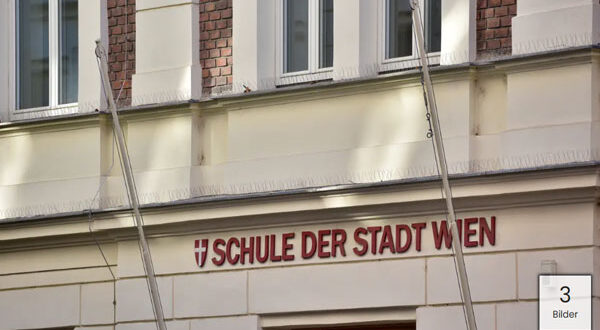 SCHULE DER STADT WIEN
3
Bilder